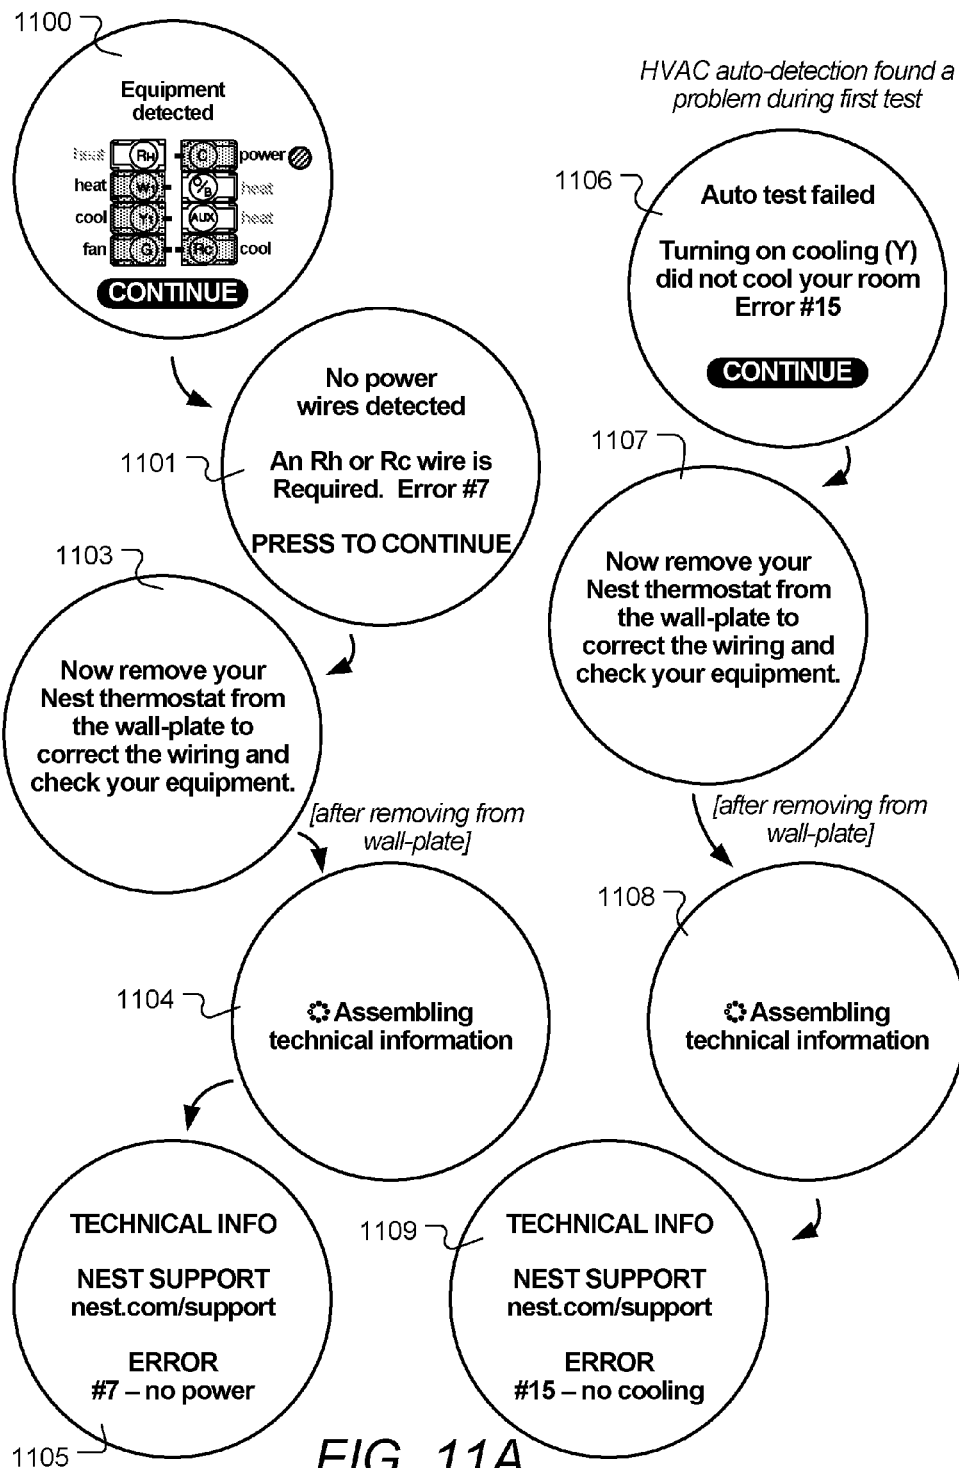 1100
Equipment
detected
heat RH C power
heat W1 O/B heat
cool Y1 AUX heat
fan G RC cool
CONTINUE
1101
No power
wires detected
An Rh or Rc wire is
Required. Error #7
PRESS TO CONTINUE
1103
Now remove your
Nest thermostat from
the wall-plate to
correct the wiring and
check your equipment.
[after removing from
wall-plate]
1104
Assembling
technical information
TECHNICAL INFO
NEST SUPPORT
nest.com/support
ERROR
#7 – no power
1105
HVAC auto-detection found a
problem during first test
1106
Auto test failed
Turning on cooling (Y)
did not cool your room
Error #15
CONTINUE
1107
Now remove your
Nest thermostat from
the wall-plate to
correct the wiring and
check your equipment.
[after removing from
wall-plate]
1108
Assembling
technical information
1109
TECHNICAL INFO
NEST SUPPORT
nest.com/support
ERROR
#15 – no cooling
FIG. 11A